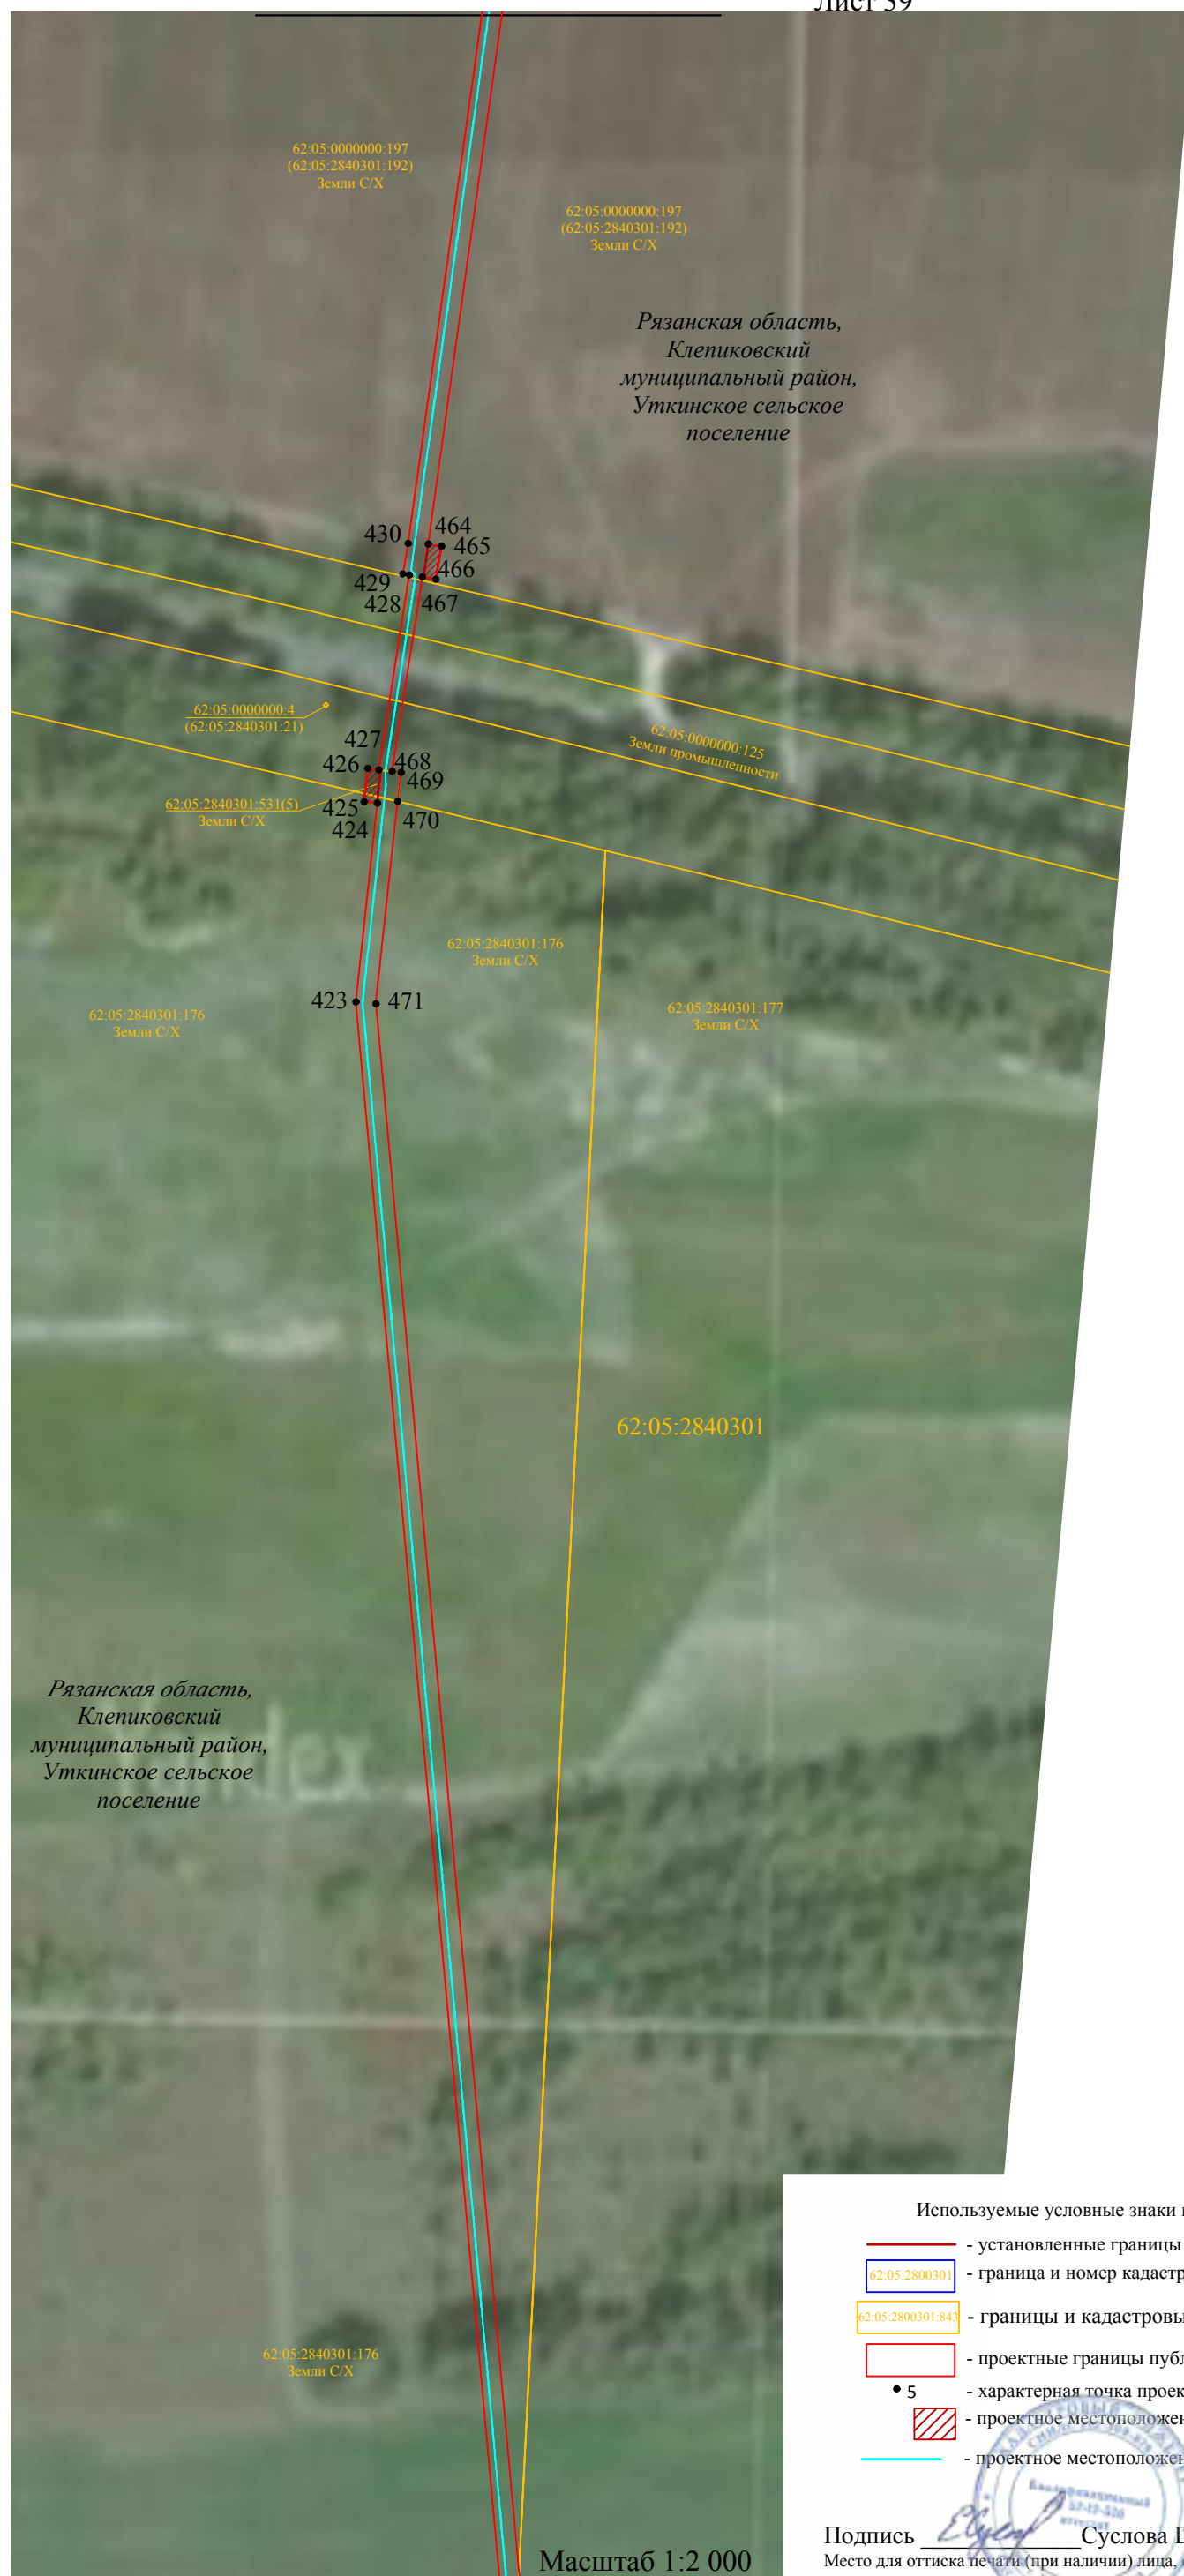 Лист 39
62:05:0000000:197
(62:05:2840301:192)
Земли С/Х
62:05:0000000:197
(62:05:2840301:192)
Земли С/Х
Рязанская область,
Клепиковский
муниципальный район,
Уткинское сельское
поселение
430
464
465
429
466
428
467
62:05:0000000:4
(62:05:2840301:21)
62:05:0000000:125
Земли промышленности
427
426
468
469
62:05:2840301:531(5)
Земли С/Х
425
424
470
62:05:2840301:176
Земли С/Х
423
471
62:05:2840301:176
Земли С/Х
62:05:2840301:177
Земли С/Х
62:05:2840301
Рязанская область,
Клепиковский
муниципальный район,
Уткинское сельское
поселение
62:05:2840301:176
Земли С/Х
Используемые условные знаки
- установленные границы
62:05:2800301
- граница и номер кадастр
62:05:2800301:843
- границы и кадастровы
- проектные границы публ
5
- характерная точка проек
- проектное местоположен
- проектное местоположен
Подпись
Суслова Е
Место для оттиска печати (при наличии) лица,
Масштаб 1:2 000